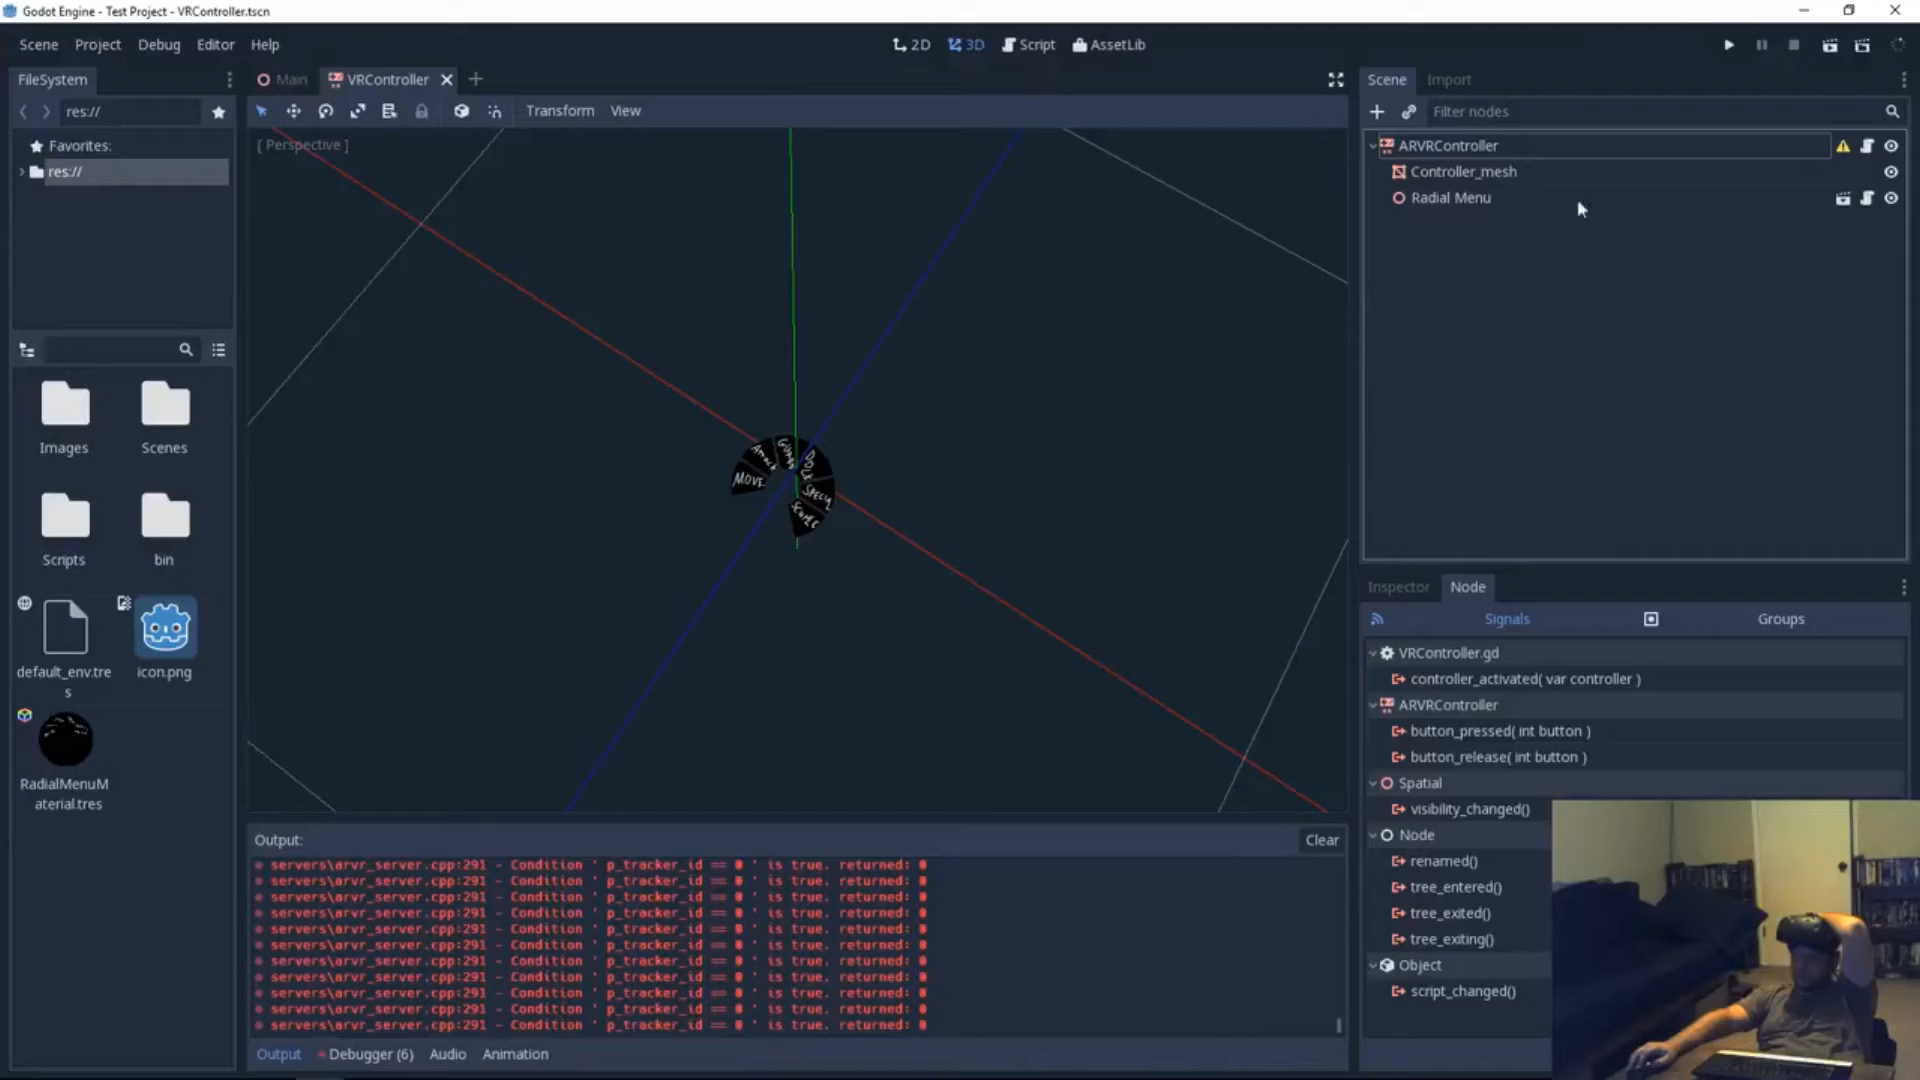 Godot Engine - Test Project - VRController.tscn
Scene Project Debug Editor Help
2D 3D Script AssetLib
FileSystem
Main VRController
Scene Import
res://
Transform View
Filter nodes
Favorites:
res://
[ Perspective ]
ARVRController
Controller_mesh
Radial Menu
Images Scenes
Scripts bin
default_env.tre
s
icon.png
RadialMenuM
aterial.tres
MOVE
Attack
Inspector Node
Signals Groups
VRController.gd
controller_activated( var controller )
ARVRController
button_pressed( int button )
button_release( int button )
Spatial
visibility_changed()
Node
renamed()
tree_entered()
tree_exited()
tree_exiting()
Object
script_changed()
Output: Clear
servers\arvr_server.cpp:291 - Condition ' p_tracker_id == 0 ' is true. returned: 0
servers\arvr_server.cpp:291 - Condition ' p_tracker_id == 0 ' is true. returned: 0
servers\arvr_server.cpp:291 - Condition ' p_tracker_id == 0 ' is true. returned: 0
servers\arvr_server.cpp:291 - Condition ' p_tracker_id == 0 ' is true. returned: 0
servers\arvr_server.cpp:291 - Condition ' p_tracker_id == 0 ' is true. returned: 0
servers\arvr_server.cpp:291 - Condition ' p_tracker_id == 0 ' is true. returned: 0
servers\arvr_server.cpp:291 - Condition ' p_tracker_id == 0 ' is true. returned: 0
servers\arvr_server.cpp:291 - Condition ' p_tracker_id == 0 ' is true. returned: 0
servers\arvr_server.cpp:291 - Condition ' p_tracker_id == 0 ' is true. returned: 0
servers\arvr_server.cpp:291 - Condition ' p_tracker_id == 0 ' is true. returned: 0
servers\arvr_server.cpp:291 - Condition ' p_tracker_id == 0 ' is true. returned: 0
Output Debugger (6) Audio Animation